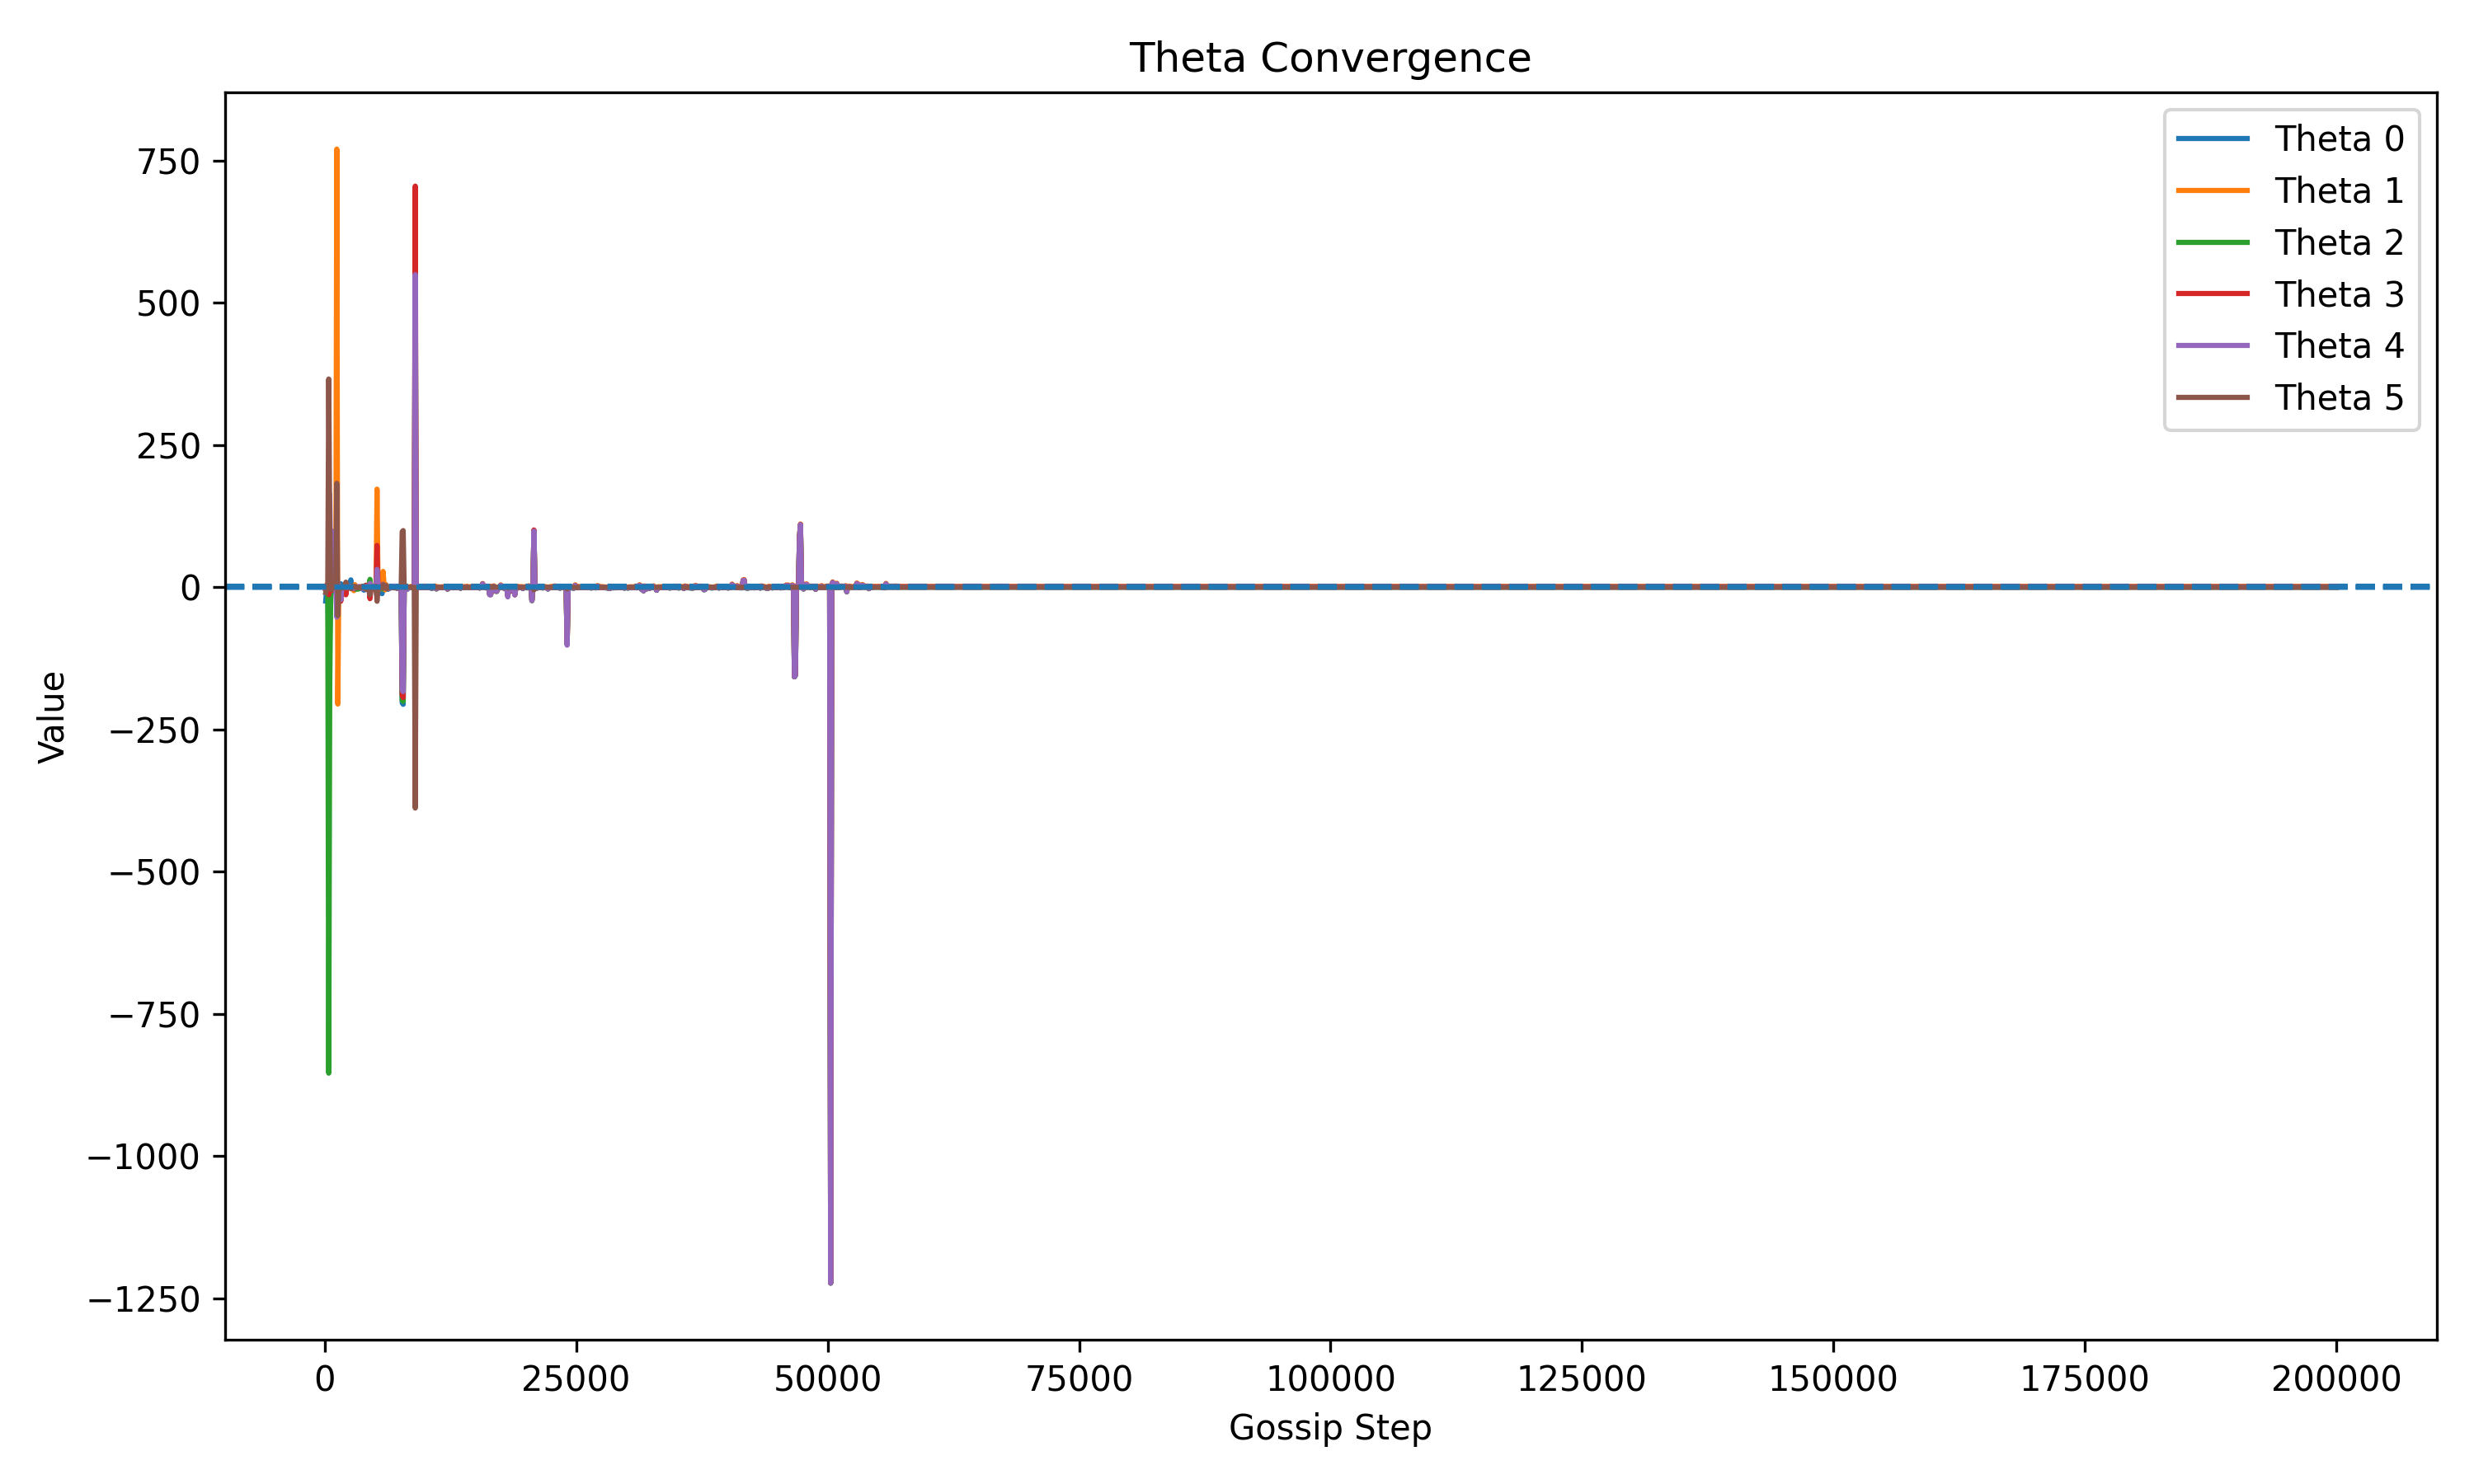 Theta Convergence
Theta 0
Theta 1
Theta 2
Theta 3
Theta 4
Theta 5
Value
750
500
250
0
−250
−500
−750
−1000
−1250
0 25000 50000 75000 100000 125000 150000 175000 200000
Gossip Step